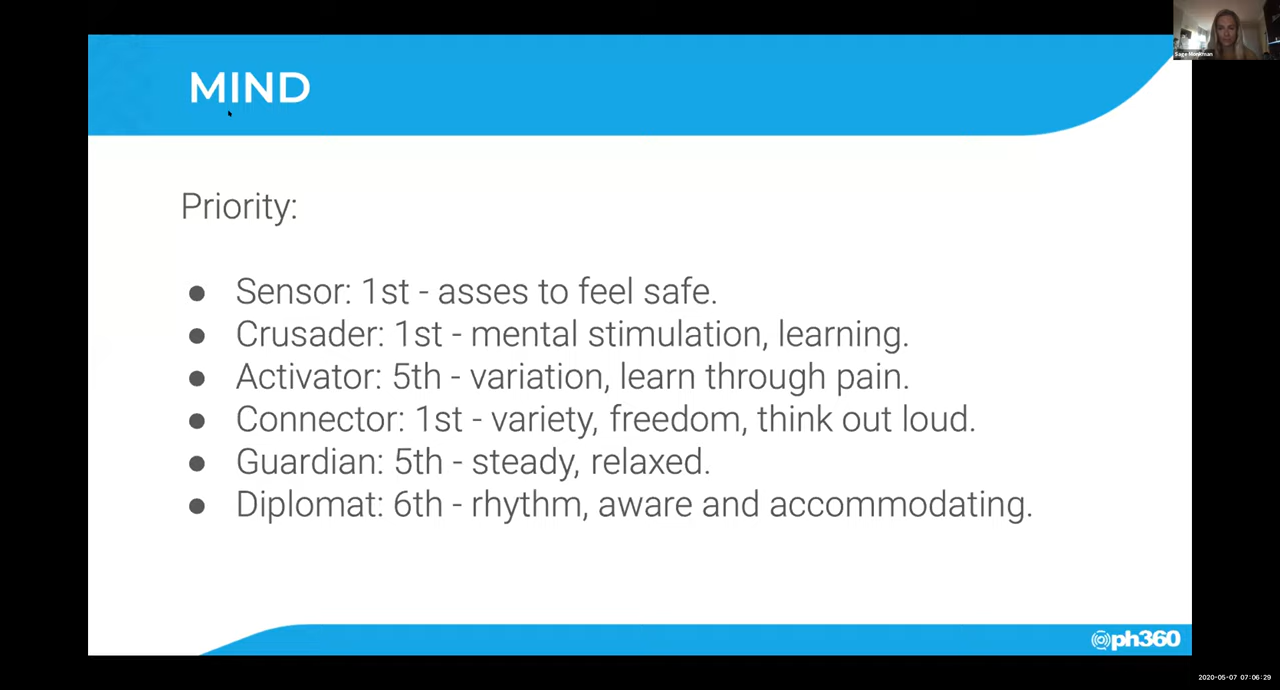 Sage Monkman
MIND
Priority:
● Sensor: 1st - asses to feel safe.
● Crusader: 1st - mental stimulation, learning.
● Activator: 5th - variation, learn through pain.
● Connector: 1st - variety, freedom, think out loud.
● Guardian: 5th - steady, relaxed.
● Diplomat: 6th - rhythm, aware and accommodating.
ph360
2020-05-07 07:06:29